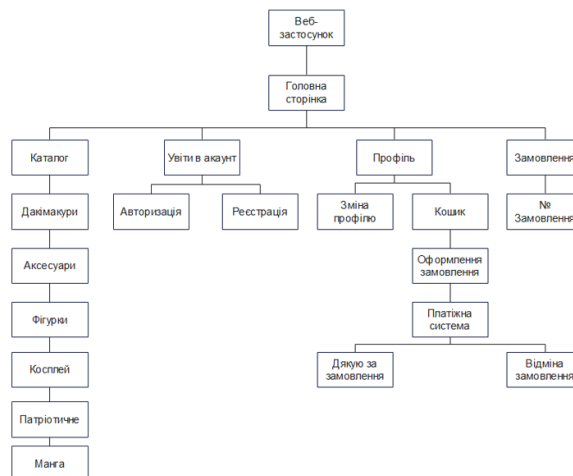 Веб-
застосунок
Головна
сторінка
Каталог
Увіти в акаунт
Профіль
Замовлення
Дакімакури
Авторизація
Реєстрація
Зміна
профілю
Кошик
№
Замовлення
Аксесуари
Оформлення
замовлення
Фігурки
Платіжна
система
Косплей
Дякую за
замовлення
Відміна
замовлення
Патріотичне
Манга